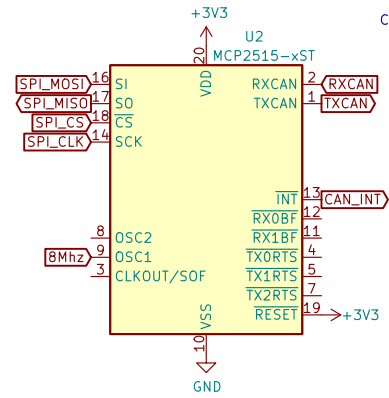 +3V3
C
U2
MCP2515-xST
20
VDD
SPI_MOSI 16 SI
SPI_MISO 17 SO
SPI_CS 18 CS
SPI_CLK 14 SCK
RXCAN 2 RXCAN
TXCAN 1 TXCAN
INT 13 CAN_INT
RX0BF 12
8 OSC2
RX1BF 11
8Mhz 9 OSC1
TX0RTS 4
3 CLKOUT/SOF
TX1RTS 5
TX2RTS 7
RESET 19 +3V3
VSS
10
GND